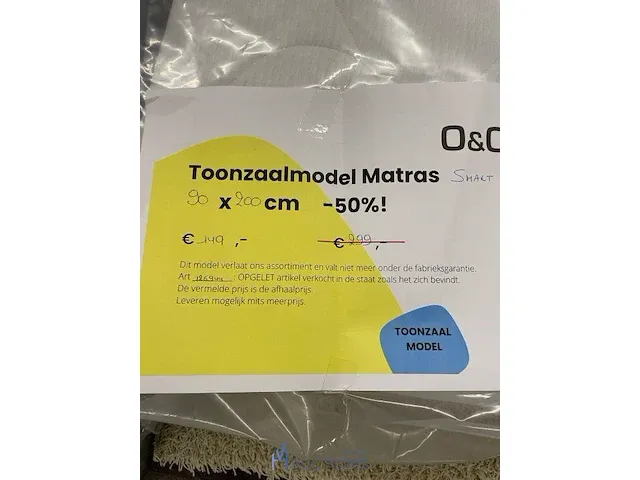 O&C
Toonzaalmodel Matras SMART
90 x 200 cm -50%!
€ 149 ,- € 299,-
Dit model verlaat ons assortiment en valt niet meer onder de fabrieksgarantie.
Art : OPGELET artikel verkocht in de staat zoals het zich bevindt.
De vermelde prijs is de afhaalprijs.
Leveren mogelijk mits meerprijs.
TOONZAAL
MODEL